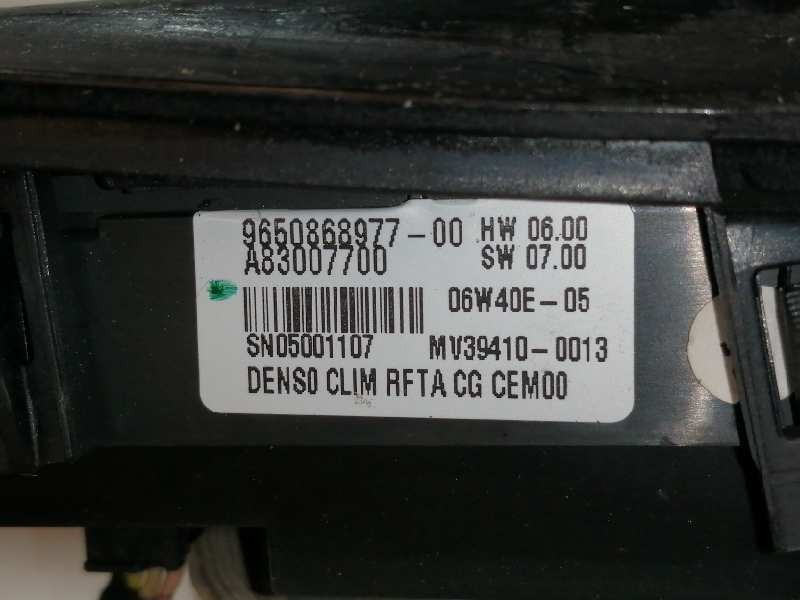 9650868977-00 HW 06.00
A83007700 SW 07.00
06W40E-05
SN05001107 MV39410-0013
DENSO CLIM RFTA CG CEM00